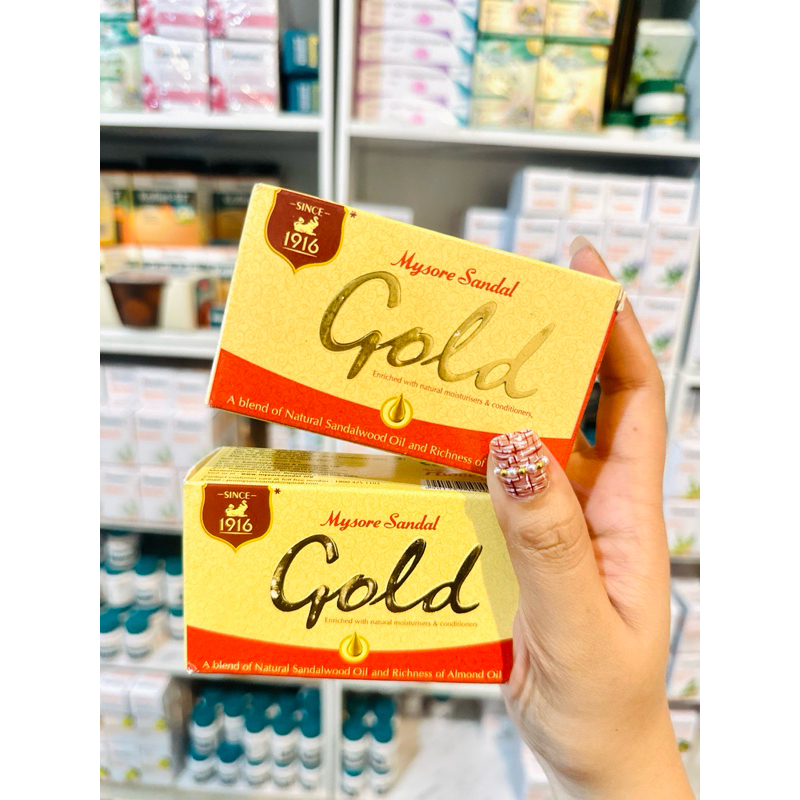 SINCE
1916
Mysore Sandal
Gold
Enriched with natural moisturisers & conditioners.
A blend of Natural Sandalwood Oil and Richness of
SINCE
1916
Mysore Sandal
Gold
Enriched with natural moisturisers & conditioners
A blend of Natural Sandalwood Oil and Richness of Almond Oil